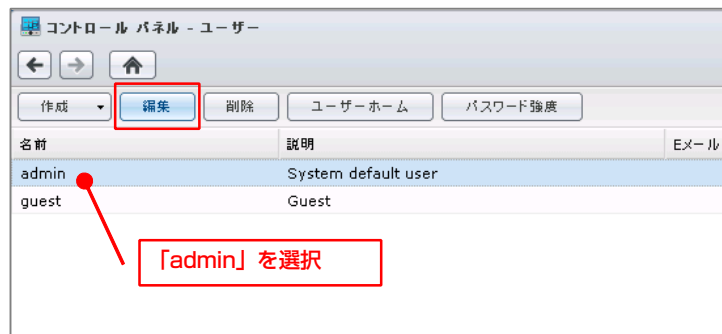 コントロール パネル - ユーザー
作成 編集 削除 ユーザーホーム パスワード強度
名前 説明 Eメール
admin System default user
guest Guest
「admin」を選択